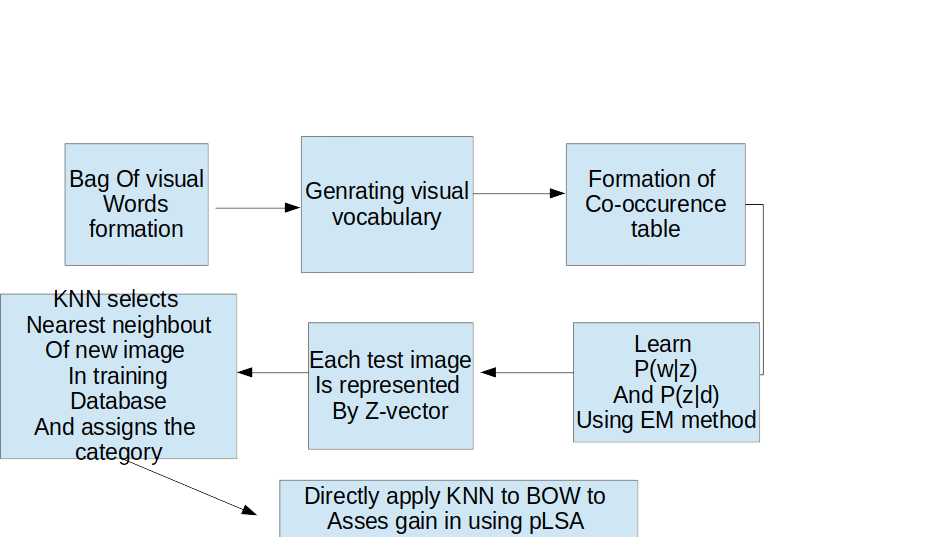 Bag Of visual
Words
formation
Genrating visual
vocabulary
Formation of
Co-occurence
table
Learn
P(w|z)
And P(z|d)
Using EM method
Each test image
Is represented
By Z-vector
KNN selects
Nearest neighbout
Of new image
In training
Database
And assigns the
category
Directly apply KNN to BOW to
Asses gain in using pLSA